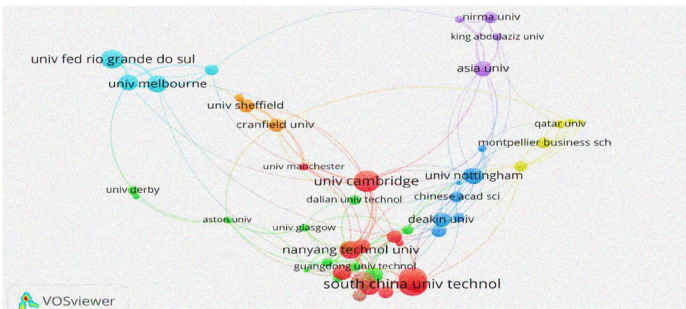 nirma univ
king abdulaziz univ
univ fed rio grande do sul
asia univ
univ melbourne
univ sheffield
cranfield univ
qatar univ
montpellier business sch
univ manchester
univ cambridge
univ nottingham
univ derby
dalian univ technol
chinese acad sci
aston univ
deakin univ
univ glasgow
nanyang technol univ
guangdong univ technol
south china univ technol
VOSviewer